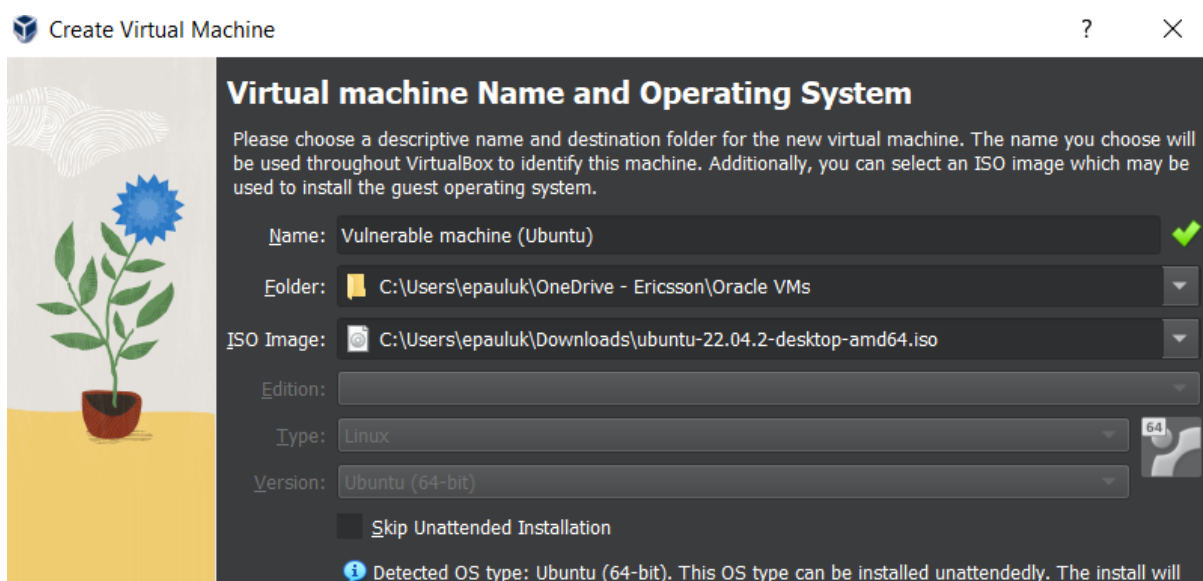 Create Virtual Machine
?
Virtual machine Name and Operating System
Please choose a descriptive name and destination folder for the new virtual machine. The name you choose will
be used throughout VirtualBox to identify this machine. Additionally, you can select an ISO image which may be
used to install the guest operating system.
Name: Vulnerable machine (Ubuntu)
Folder: C:\Users\epauluk\OneDrive - Ericsson\Oracle VMs
ISO Image: C:\Users\epauluk\Downloads\ubuntu-22.04.2-desktop-amd64.iso
Edition:
Type: Linux
64
Version: Ubuntu (64-bit)
Skip Unattended Installation
Detected OS type: Ubuntu (64-bit). This OS type can be installed unattendedly. The install will